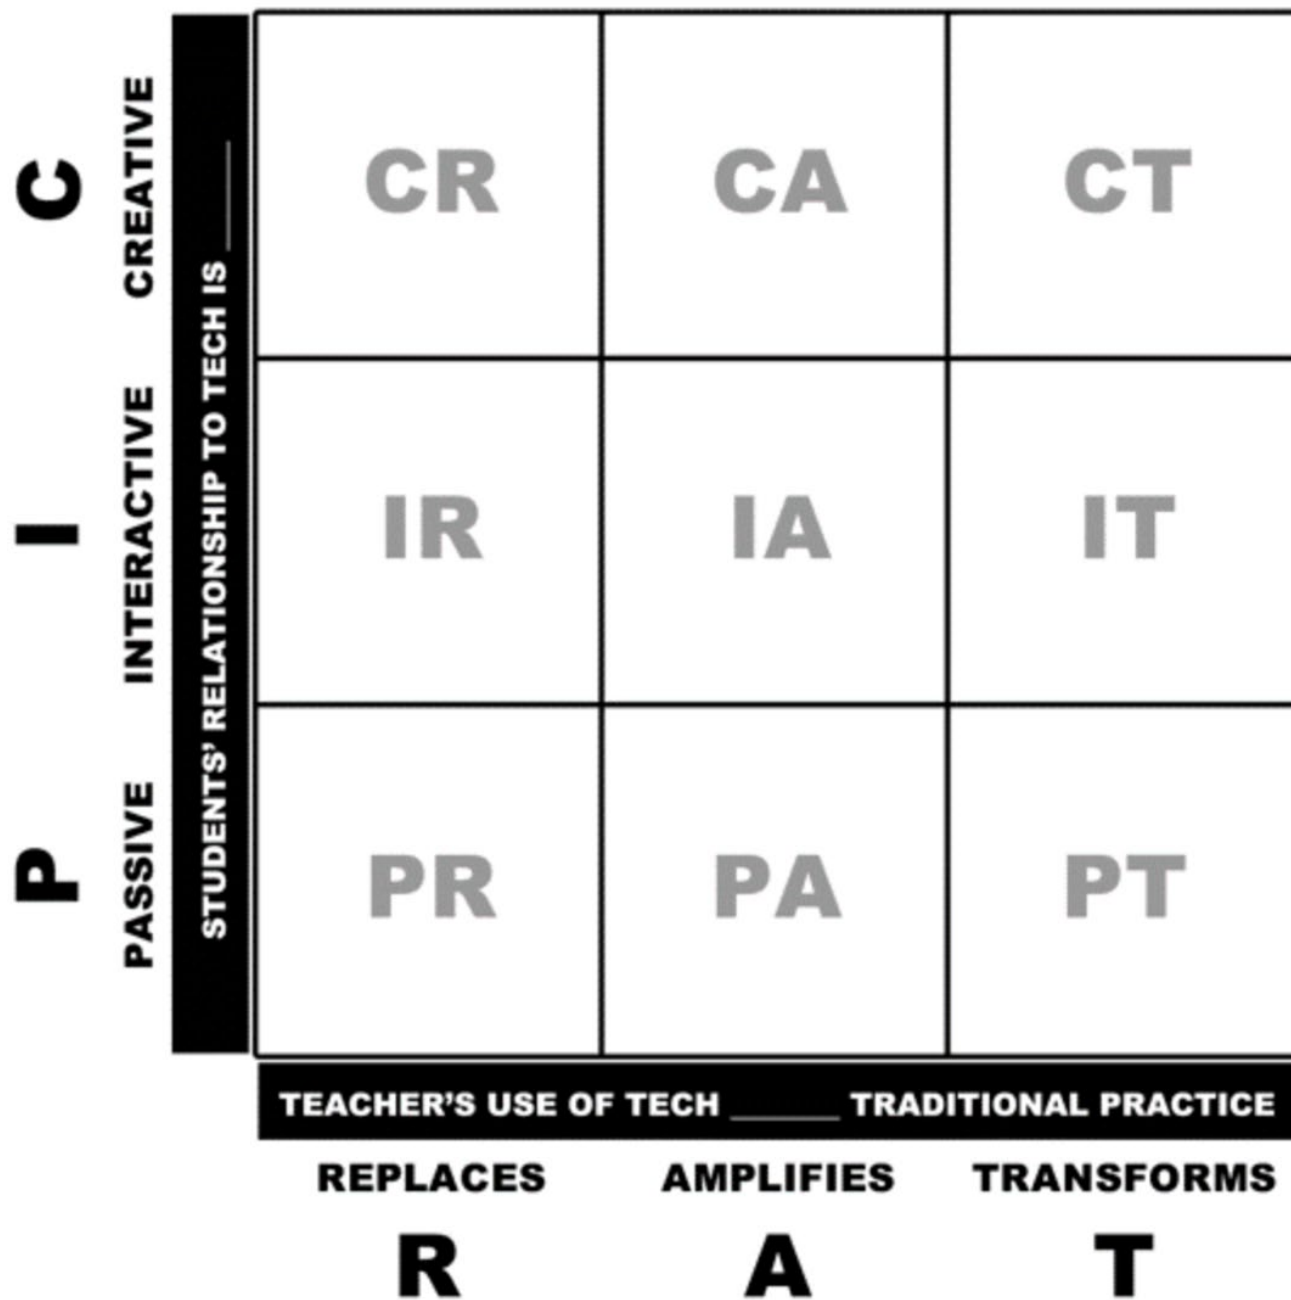 C
CREATIVE
I
INTERACTIVE
P
PASSIVE
STUDENTS' RELATIONSHIP TO TECH IS ______
CR CA CT
IR IA IT
PR PA PT
TEACHER'S USE OF TECH ______ TRADITIONAL PRACTICE
REPLACES AMPLIFIES TRANSFORMS
R A T